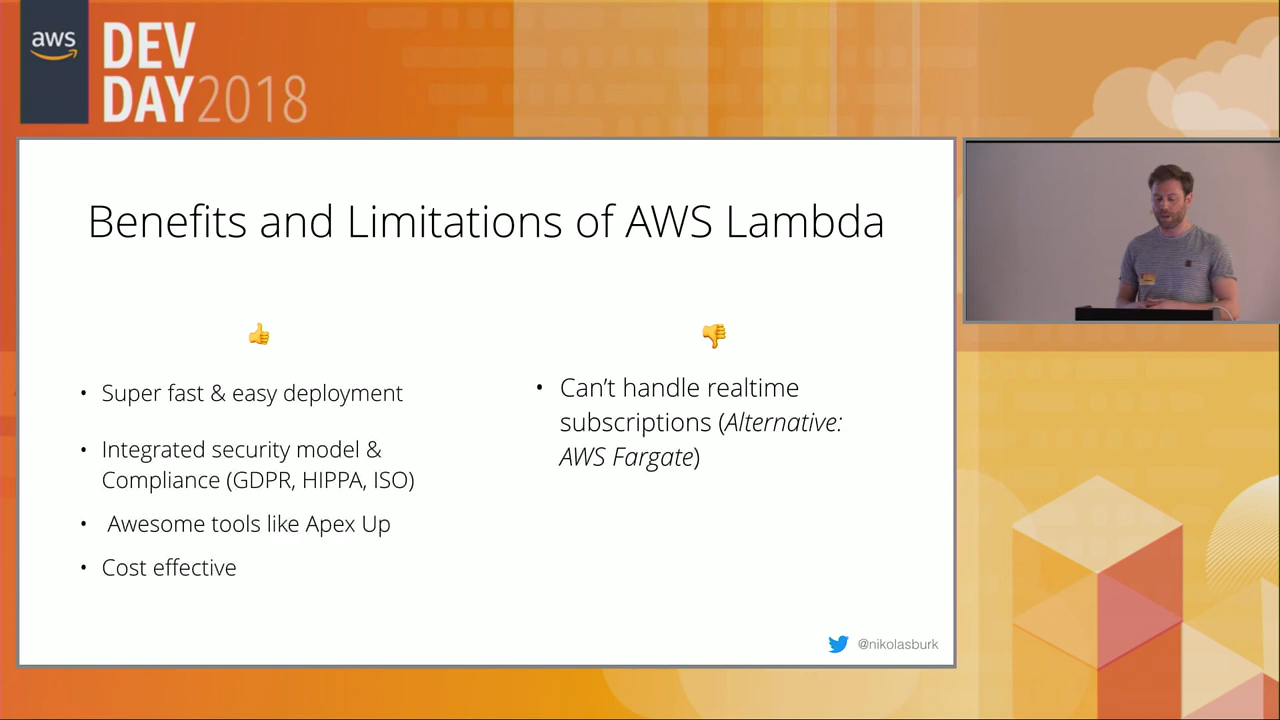 aws
DEV
DAY2018
Benefits and Limitations of AWS Lambda
👍
• Super fast & easy deployment
• Integrated security model &
Compliance (GDPR, HIPPA, ISO)
• Awesome tools like Apex Up
• Cost effective
👎
• Can’t handle realtime
subscriptions (Alternative:
AWS Fargate)
@nikolasburk